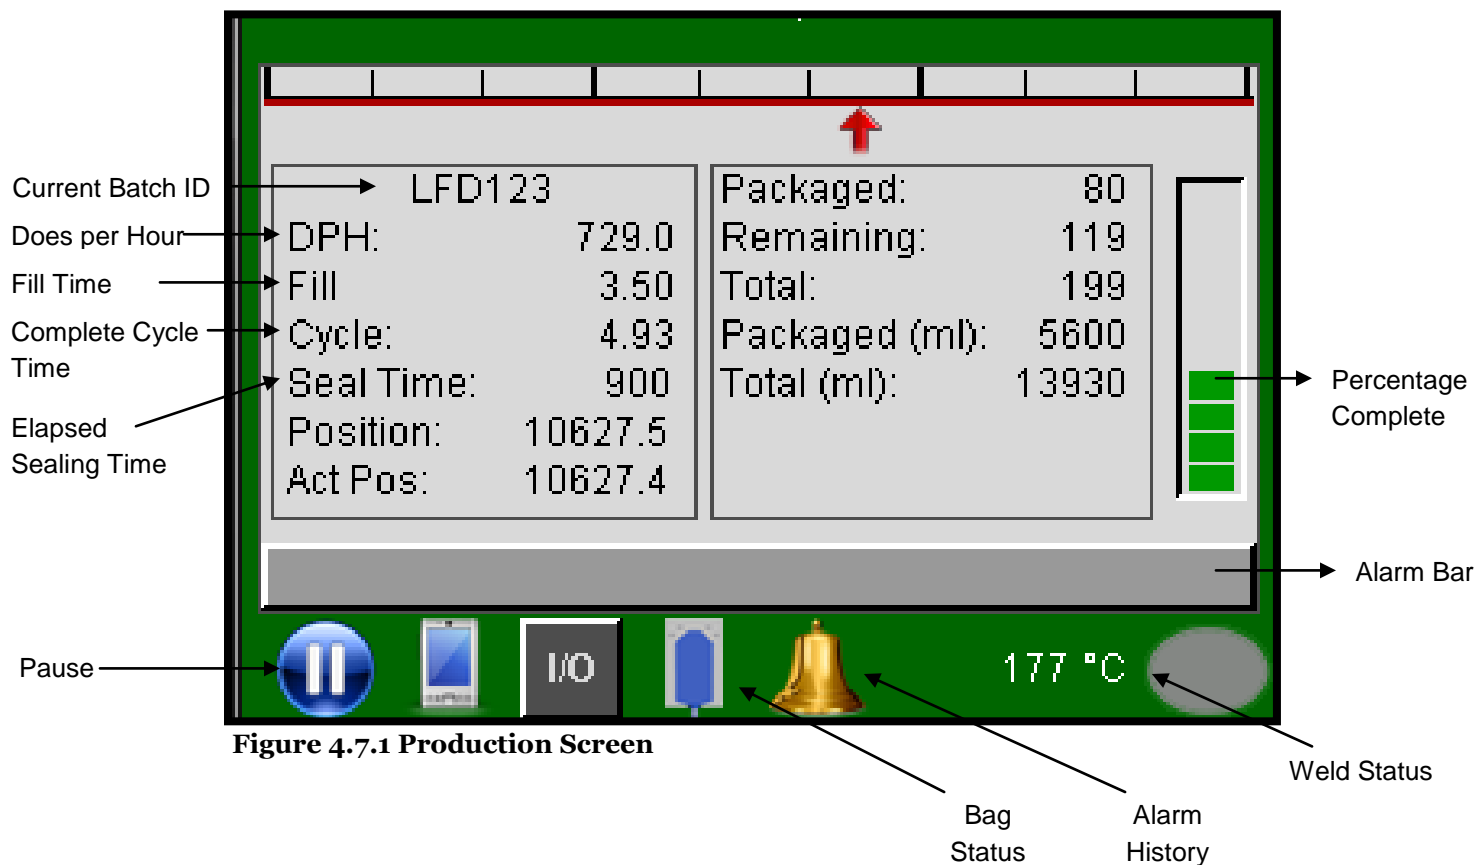 Current Batch ID
Does per Hour
Fill Time
Complete Cycle
Time
Elapsed
Sealing Time
Pause
LFD123
DPH: 729.0
Fill 3.50
Cycle: 4.93
Seal Time: 900
Position: 10627.5
Act Pos: 10627.4
Packaged: 80
Remaining: 119
Total: 199
Packaged (ml): 5600
Total (ml): 13930
Percentage
Complete
Alarm Bar
I/O
177 °C
Figure 4.7.1 Production Screen
Weld Status
Bag
Status
Alarm
History